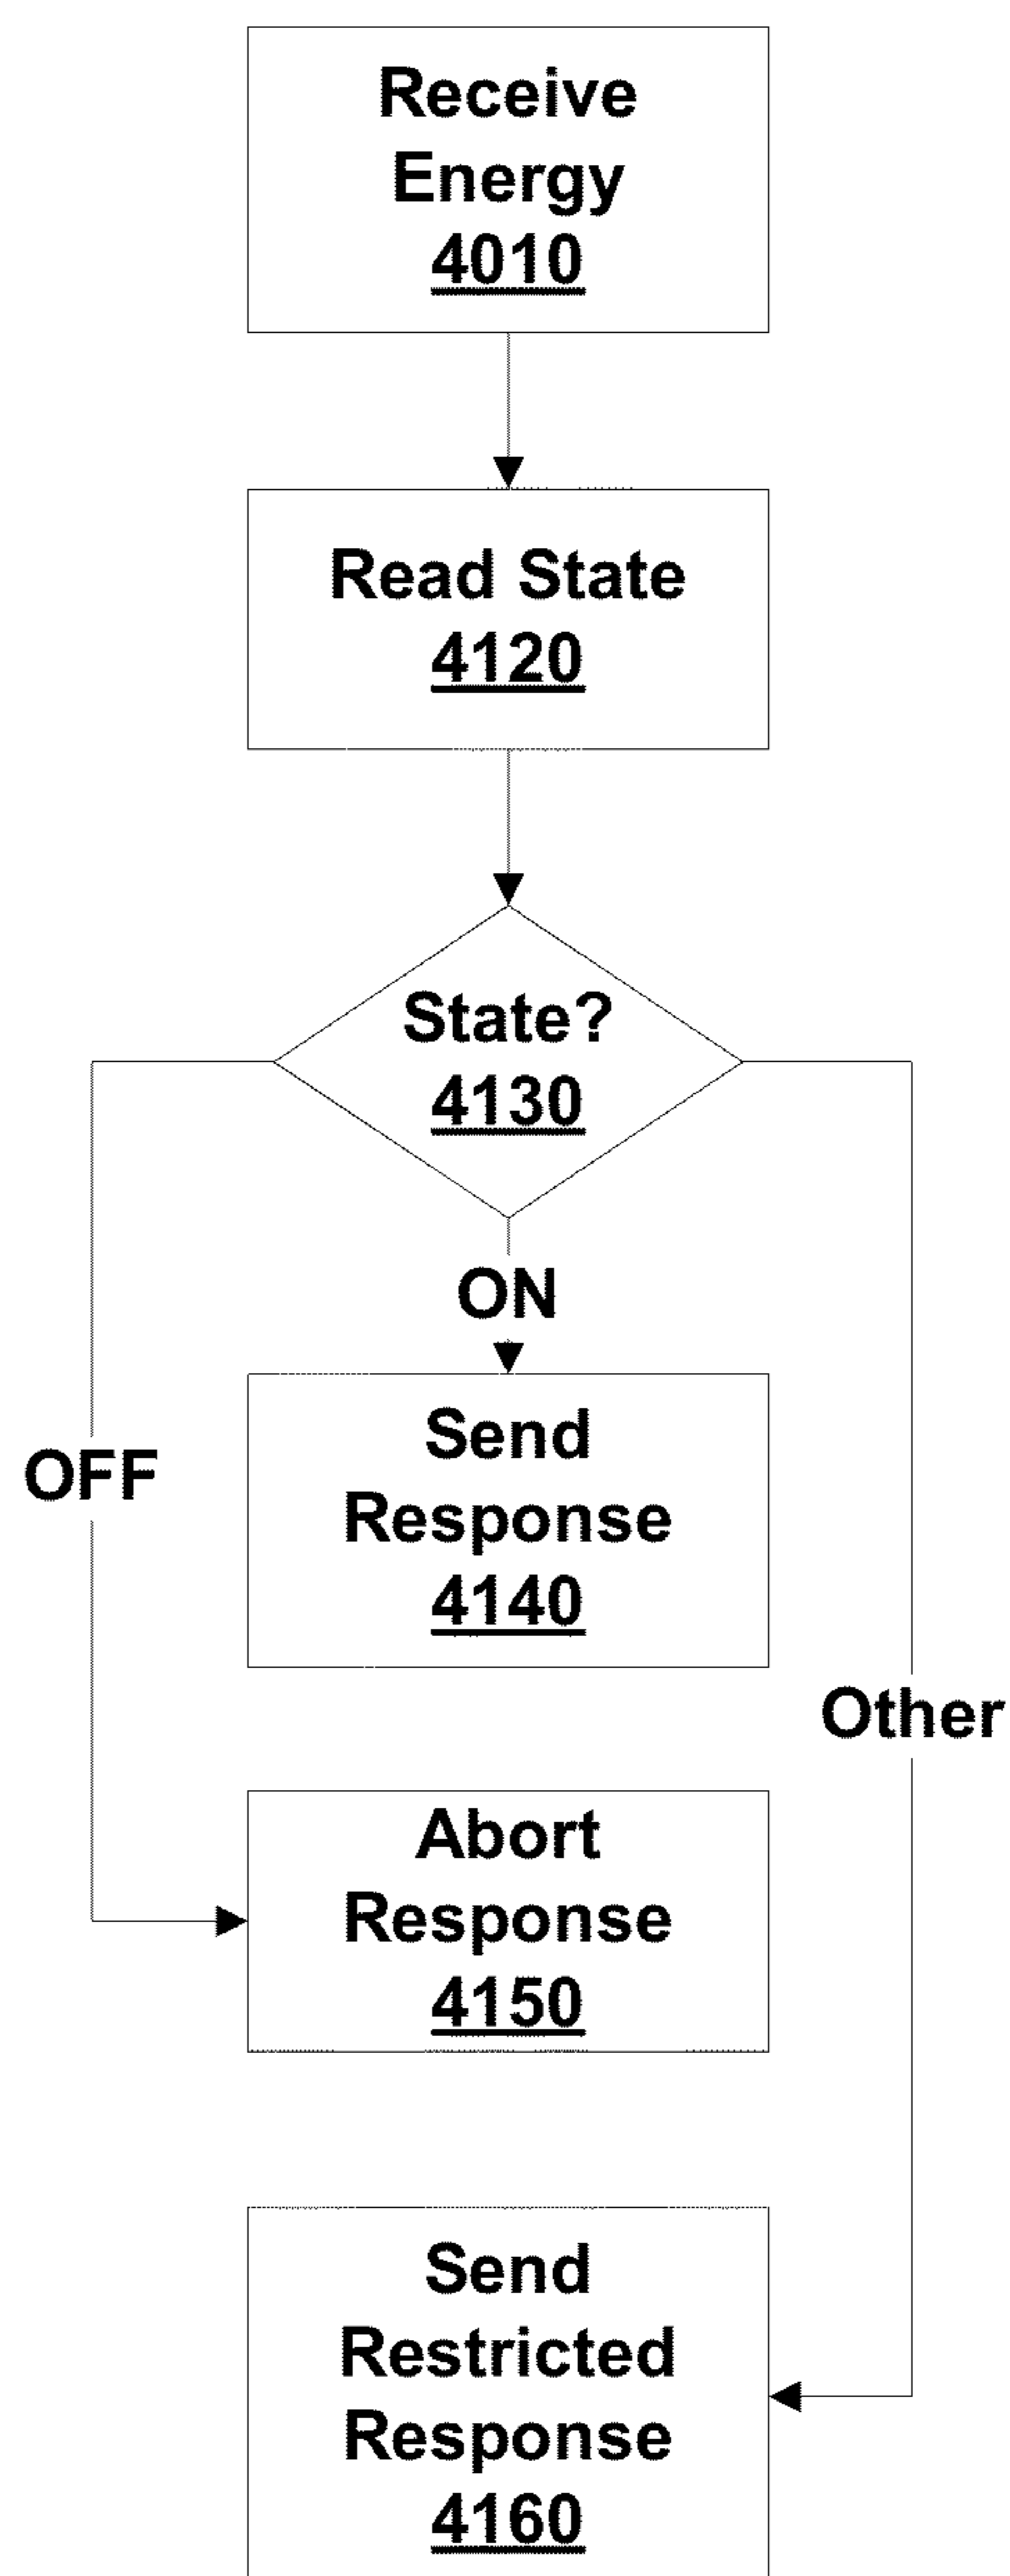 Receive
Energy
4010
Read State
4120
State?
4130
ON
OFF
Send
Response
4140
Other
Abort
Response
4150
Send
Restricted
Response
4160